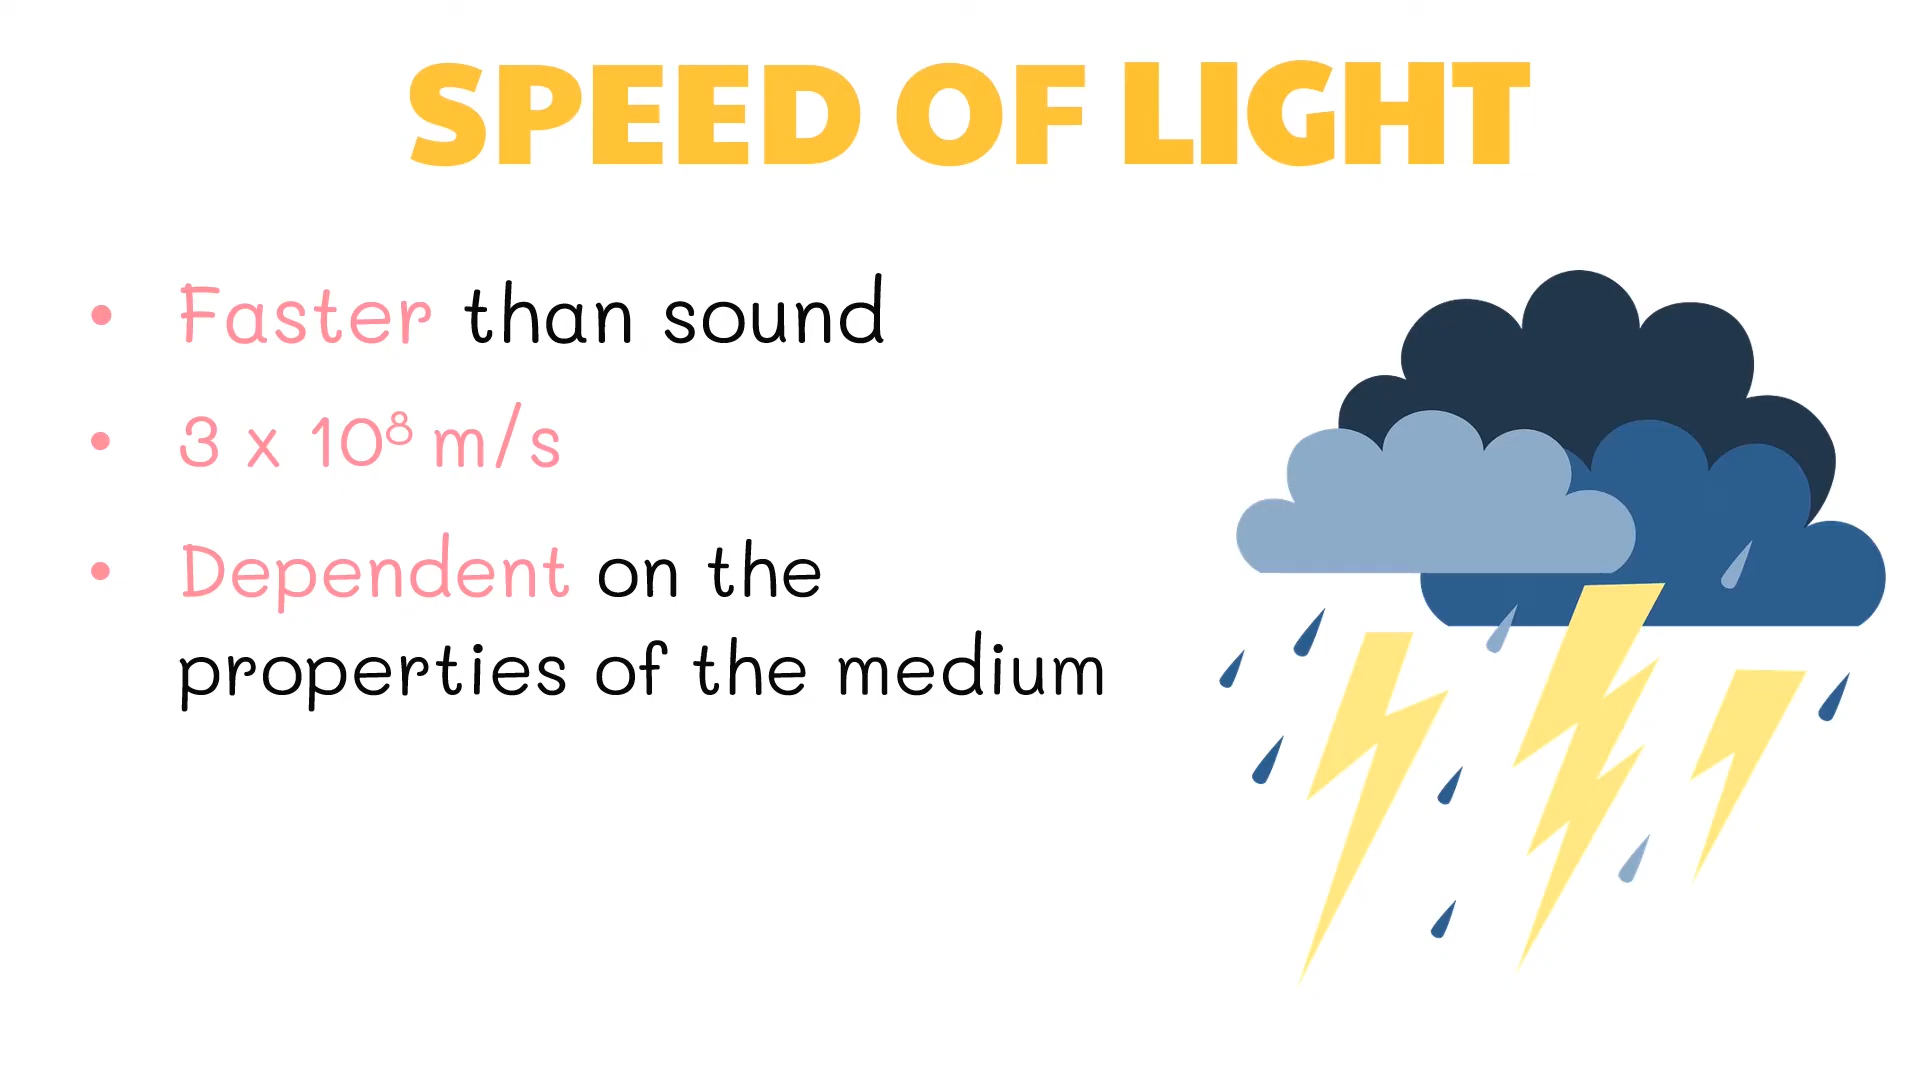 SPEED OF LIGHT
• Faster than sound
• 3 x 10⁸ m/s
• Dependent on the
properties of the medium